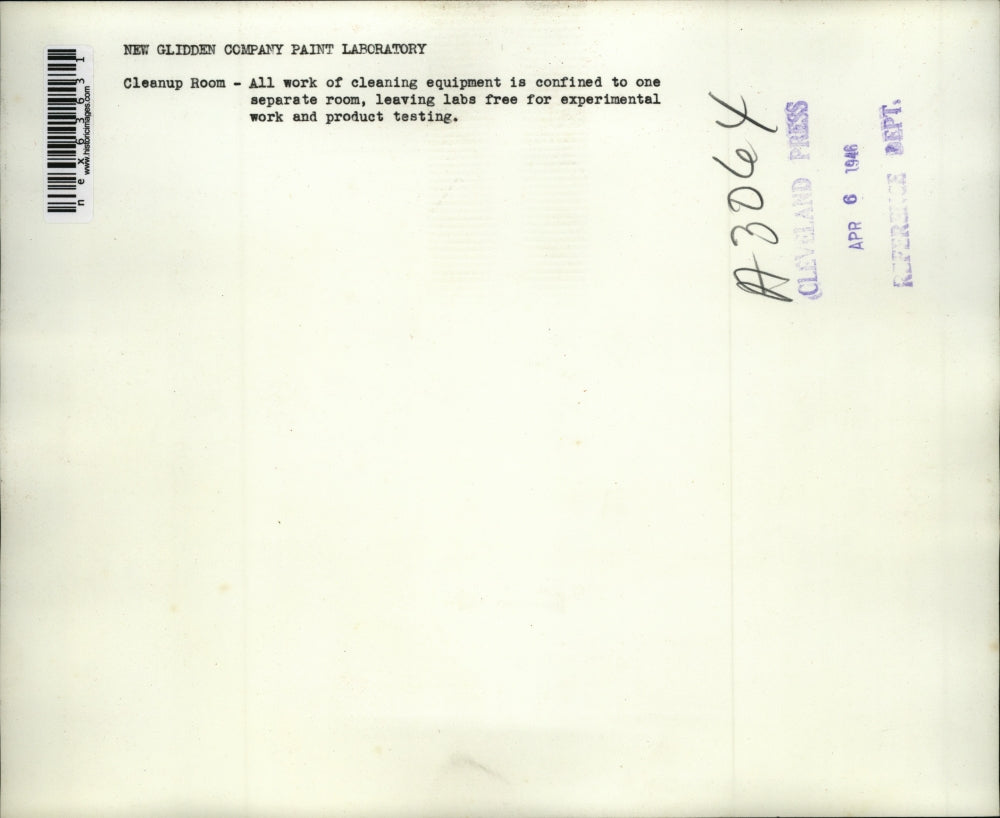 NEW GLIDDEN COMPANY PAINT LABORATORY
Cleanup Room - All work of cleaning equipment is confined to one
separate room, leaving labs free for experimental
work and product testing.
nex63631
www.historicimages.com
A3064
CLEVELAND PRESS
APR 6 1946
REFERENCE DEPT.